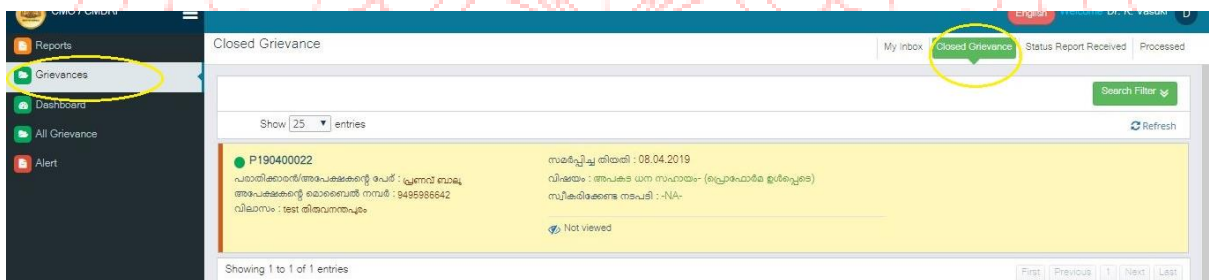 CMO / CMDRF
English Welcome Dr. K. Vasuki D
Reports
Grievances
Dashboard
All Grievance
Alert
Closed Grievance
My Inbox Closed Grievance Status Report Received Processed
Search Filter
Show 25 entries
Refresh
P190400022
പരാതിക്കാരൻ/അപേക്ഷകന്റെ പേര് : പ്രണവ് ബാലു
അപേക്ഷകന്റെ മൊബൈൽ നമ്പർ : 9495986642
വിലാസം : test തിരുവനന്തപുരം
സമർപ്പിച്ച തിയതി : 08.04.2019
വിഷയം : അപകട ധന സഹായം- (പ്രൊഫോർമ ഉൾപ്പെടെ)
സ്വീകരിക്കേണ്ട നടപടി : -NA-
Not viewed
Showing 1 to 1 of 1 entries
First Previous 1 Next Last